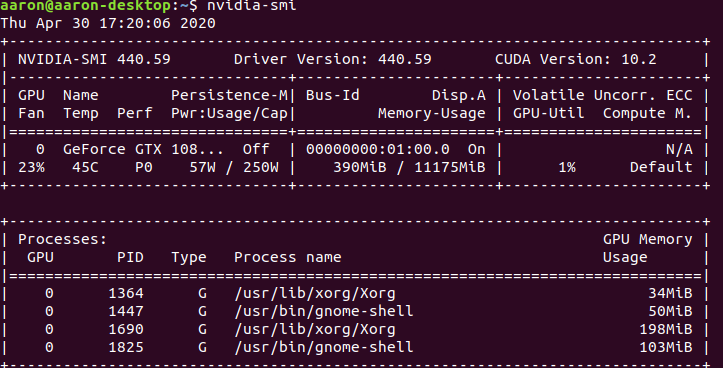 aaron@aaron-desktop:~$ nvidia-smi
Thu Apr 30 17:20:06 2020
+-----------------------------------------------------------------------------+
| NVIDIA-SMI 440.59       Driver Version: 440.59       CUDA Version: 10.2     |
|-------------------------------+----------------------+----------------------+
| GPU  Name        Persistence-M| Bus-Id        Disp.A | Volatile Uncorr. ECC |
| Fan  Temp  Perf  Pwr:Usage/Cap|         Memory-Usage | GPU-Util  Compute M. |
|===============================+======================+======================|
|   0  GeForce GTX 108...  Off  | 00000000:01:00.0  On |                  N/A |
| 23%   45C    P0    57W / 250W |    390MiB / 11175MiB |      1%      Default |
+-------------------------------+----------------------+----------------------+

+-----------------------------------------------------------------------------+
| Processes:                                                       GPU Memory |
|  GPU       PID   Type   Process name                             Usage      |
|=============================================================================|
|    0      1364      G   /usr/lib/xorg/Xorg                            34MiB |
|    0      1447      G   /usr/bin/gnome-shell                          50MiB |
|    0      1690      G   /usr/lib/xorg/Xorg                           198MiB |
|    0      1825      G   /usr/bin/gnome-shell                         103MiB |
+-----------------------------------------------------------------------------+